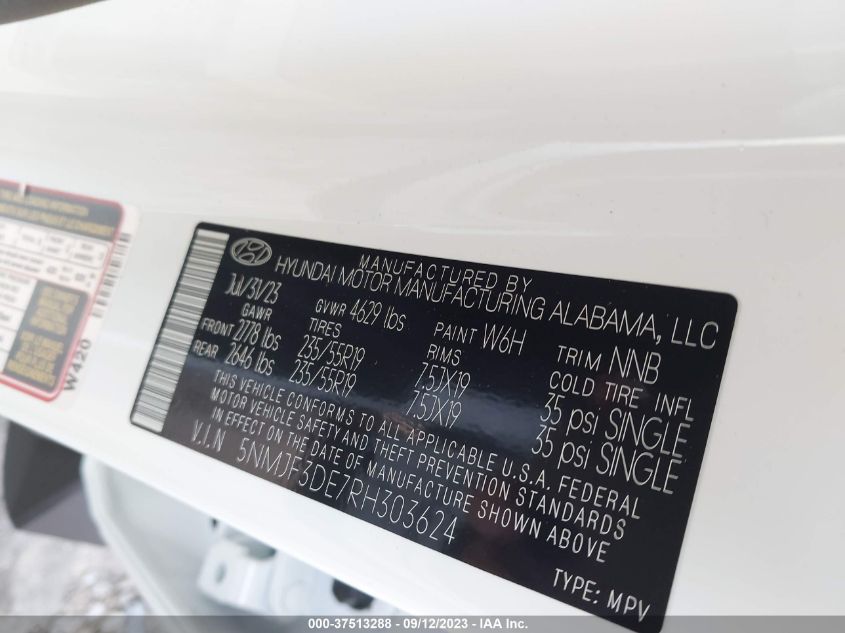 MANUFACTURED BY
HYUNDAI MOTOR MANUFACTURING ALABAMA, LLC
Jul/31/23 GVWR 4629 lbs PAINT W6H TRIM NNB
GAWR TIRES RIMS COLD TIRE INFL
FRONT 2778 lbs 235/55R19 7.5JX19 35 psi SINGLE
REAR 2646 lbs 235/55R19 7.5JX19 35 psi SINGLE
THIS VEHICLE CONFORMS TO ALL APPLICABLE U.S.A. FEDERAL
MOTOR VEHICLE SAFETY AND THEFT PREVENTION STANDARDS
IN EFFECT ON THE DATE OF MANUFACTURE SHOWN ABOVE
V.I.N 5NMJF3DE7RH303624
TYPE: MPV
W420
000-37513288 - 09/12/2023 - IAA Inc.